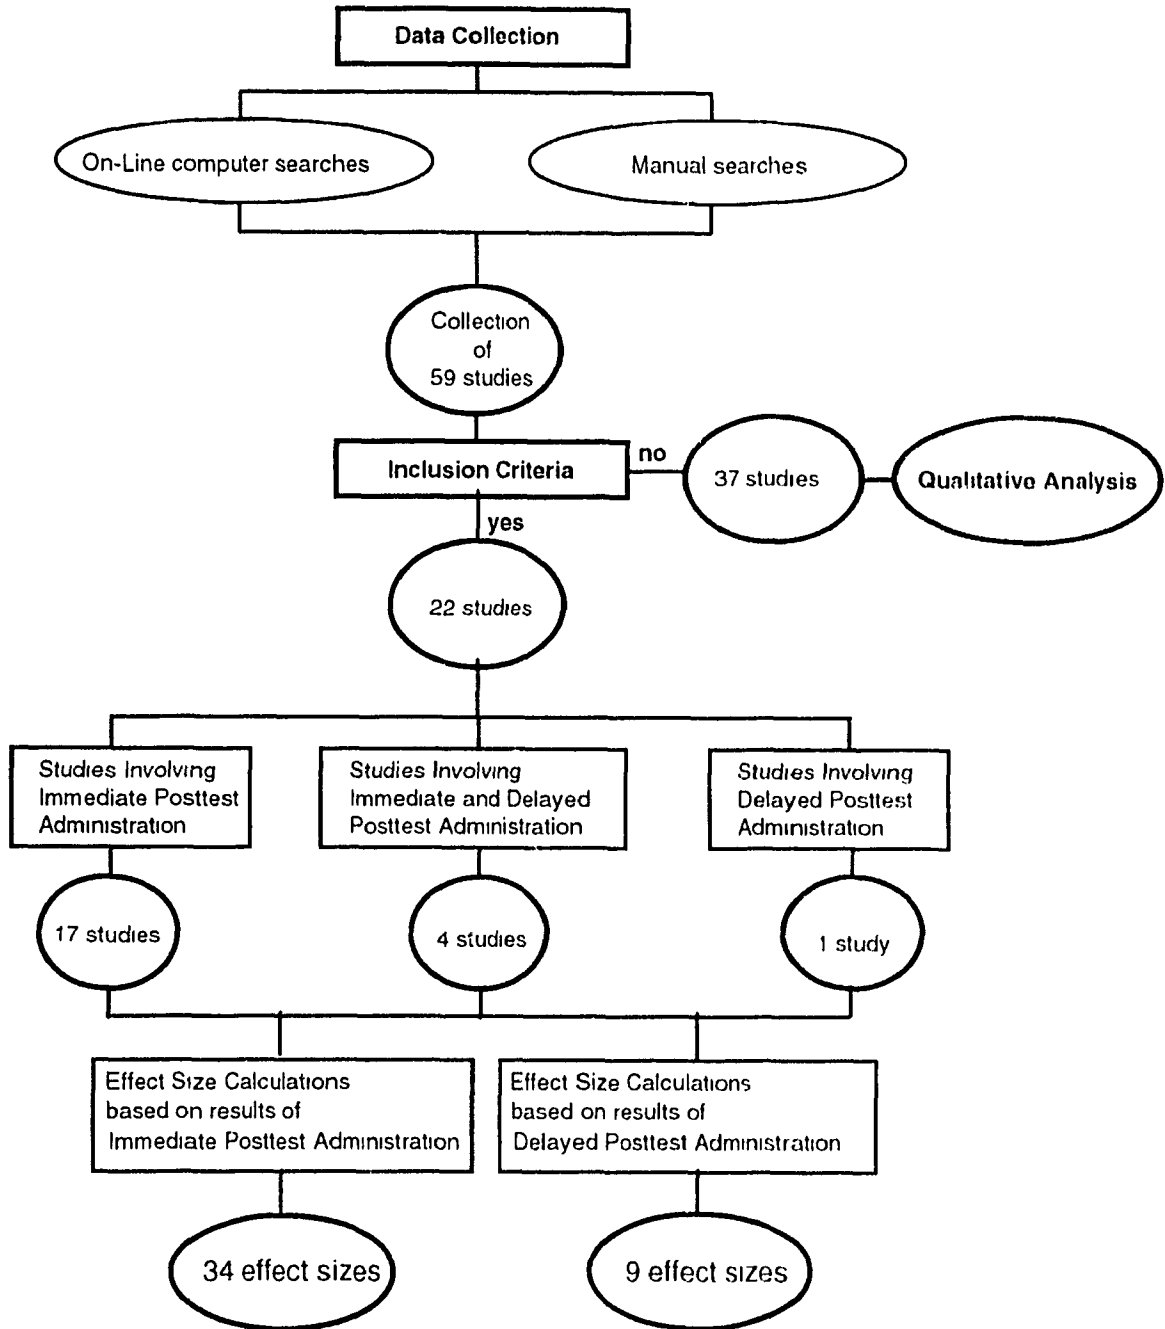 Data Collection
On-Line computer searches
Manual searches
Collection
of
59 studies
Inclusion Criteria
no
37 studies
Qualitative Analysis
yes
22 studies
Studies Involving
Immediate Posttest
Administration
Studies Involving
Immediate and Delayed
Posttest Administration
Studies Involving
Delayed Posttest
Administration
17 studies
4 studies
1 study
Effect Size Calculations
based on results of
Immediate Posttest Administration
Effect Size Calculations
based on results of
Delayed Posttest Administration
34 effect sizes
9 effect sizes